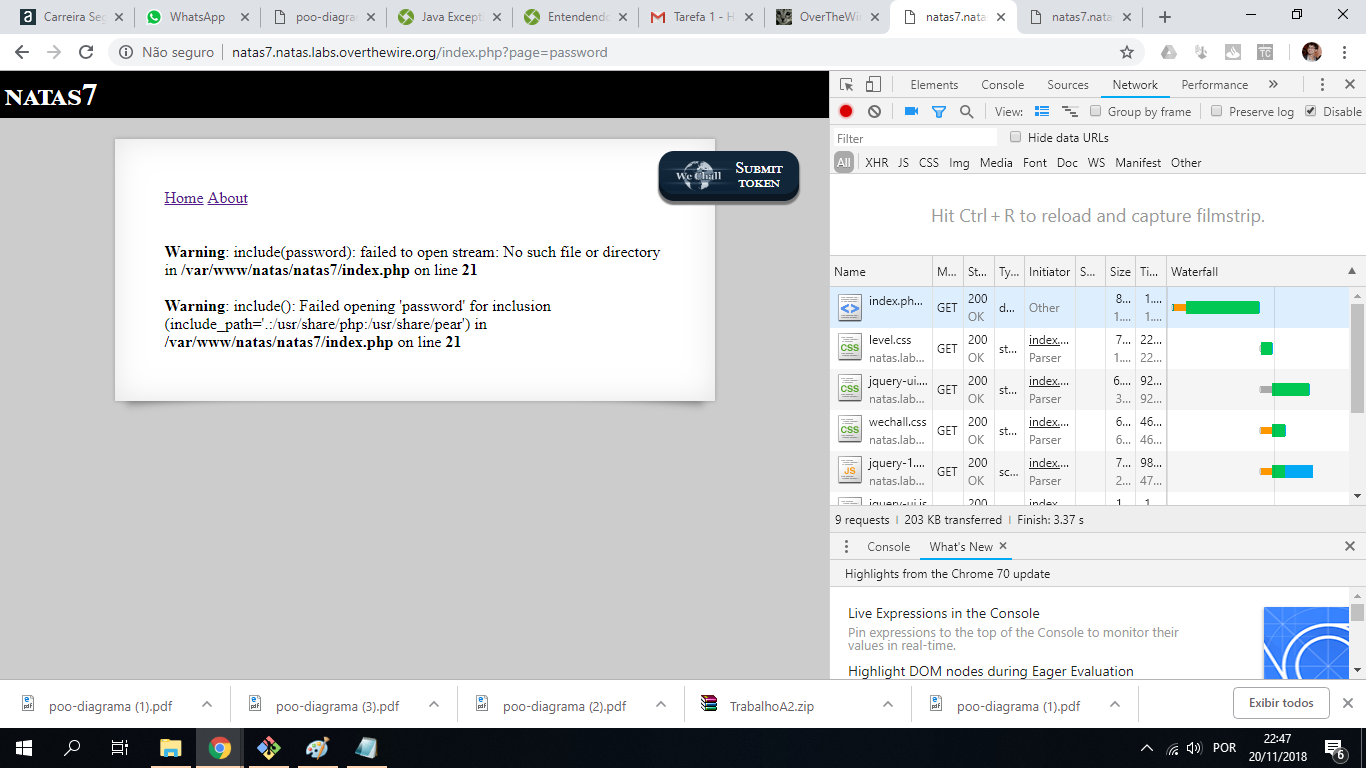 Carreira Seg
WhatsApp
poo-diagra
Java Except
Entendend
Tarefa 1 - H
OverTheWi
natas7.nata
natas7.nata
Não seguro
natas7.natas.labs.overthewire.org/index.php?page=password
NATAS7
Submit
token
We Chall
Home About
Warning: include(password): failed to open stream: No such file or directory
in /var/www/natas/natas7/index.php on line 21
Warning: include(): Failed opening 'password' for inclusion
(include_path='.:/usr/share/php:/usr/share/pear') in
/var/www/natas/natas7/index.php on line 21
Elements Console Sources Network Performance »
View: Group by frame Preserve log Disable
Filter Hide data URLs
All XHR JS CSS Img Media Font Doc WS Manifest Other
Hit Ctrl + R to reload and capture filmstrip.
Name M... St... Ty... Initiator S... Size Ti... Waterfall
index.ph... GET 200 d... Other 8... 1....
OK 1.... 1....
level.css GET 200 st... index.... 7... 22...
natas.lab... OK Parser 1.... 22...
jquery-ui.... GET 200 st... index.... 6... 92...
natas.lab... OK Parser 3... 92...
wechall.css GET 200 st... index.... 6... 46...
natas.lab... OK Parser 6... 46...
jquery-1.... GET 200 sc... index.... 7... 98...
natas.lab... OK Parser 2... 47...
jquery-ui.js 200 index.... 1... 1...
9 requests 203 KB transferred Finish: 3.37 s
Console What's New
Highlights from the Chrome 70 update
Live Expressions in the Console
Pin expressions to the top of the Console to monitor their
values in real-time.
Highlight DOM nodes during Eager Evaluation
poo-diagrama (1).pdf
poo-diagrama (3).pdf
poo-diagrama (2).pdf
TrabalhoA2.zip
poo-diagrama (1).pdf
Exibir todos
POR
22:47
20/11/2018
6